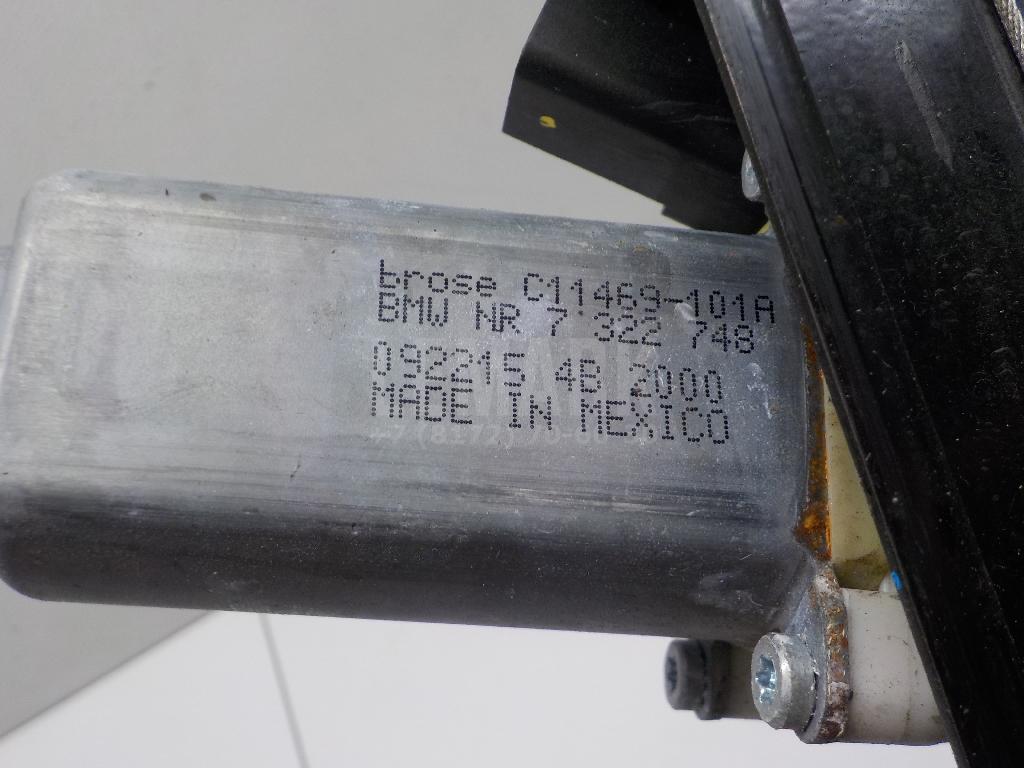 brose C11469-101A
BMW NR 7 322 748
092215 4B 2000
MADE IN MEXICO